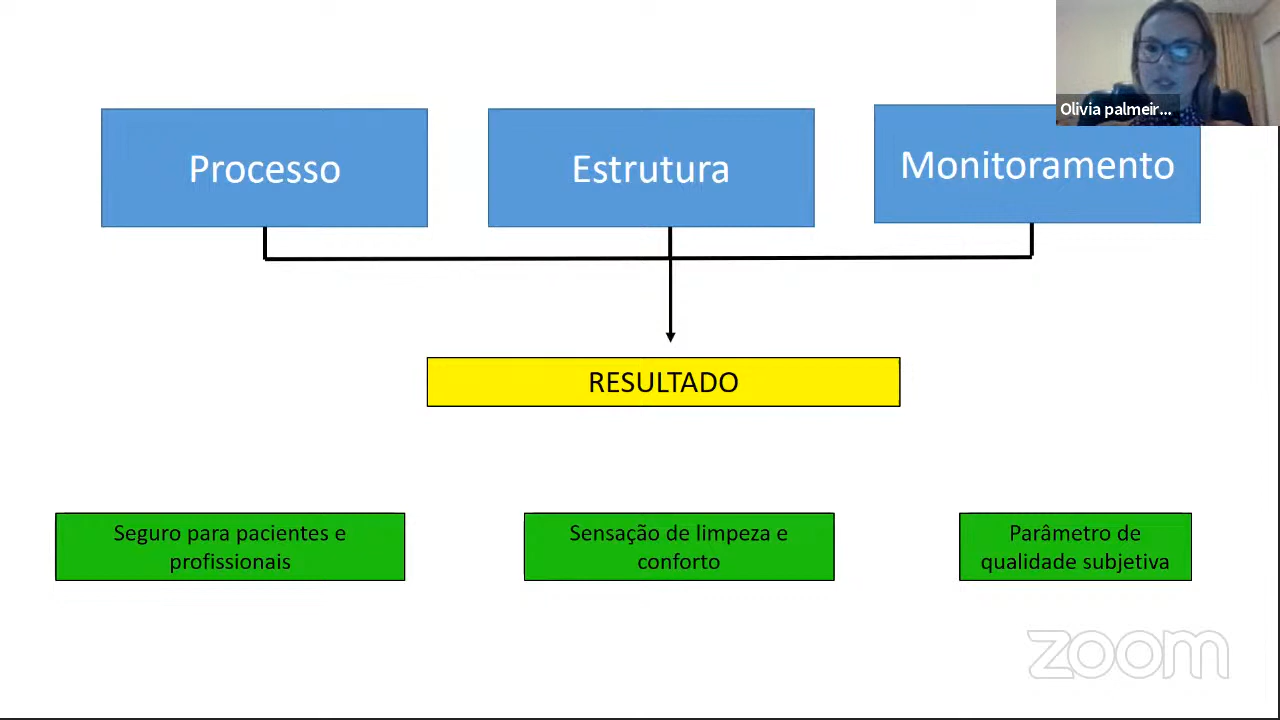 Olivia palmeir...
Processo
Estrutura
Monitoramento
RESULTADO
Seguro para pacientes e
profissionais
Sensação de limpeza e
conforto
Parâmetro de
qualidade subjetiva
zoom